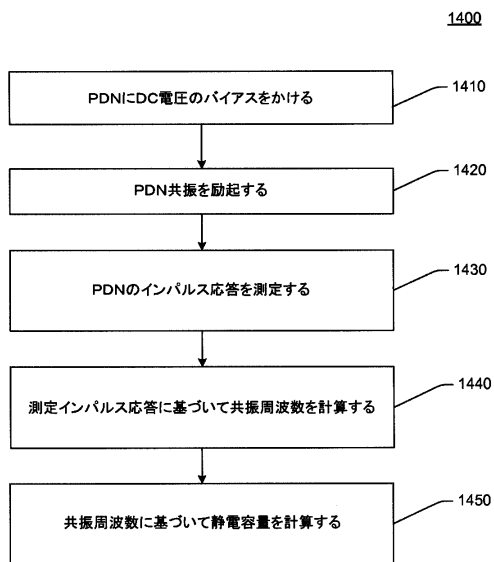 1400
PDNにDC電圧のバイアスをかける
1410
PDN共振を励起する
1420
PDNのインパルス応答を測定する
1430
測定インパルス応答に基づいて共振周波数を計算する
1440
共振周波数に基づいて静電容量を計算する
1450